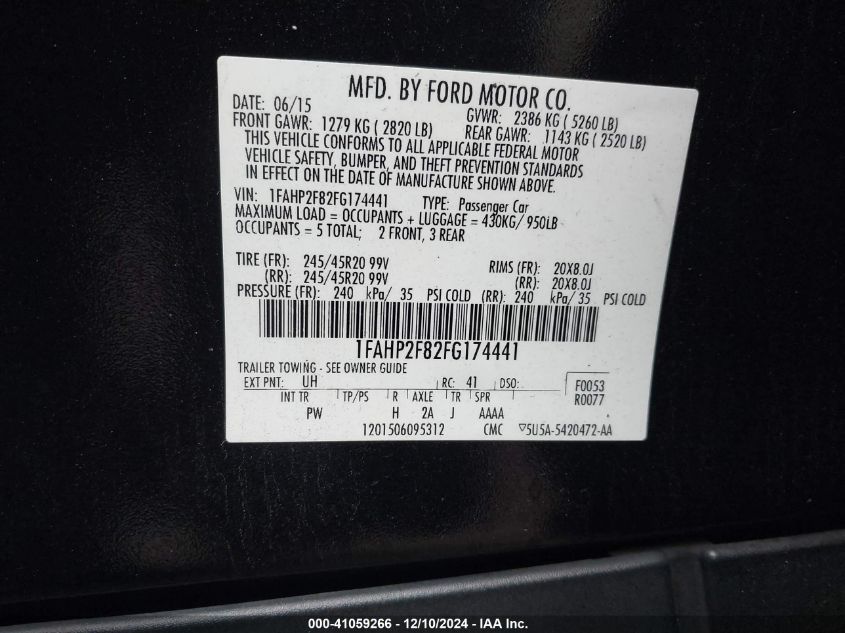 MFD. BY FORD MOTOR CO.
DATE: 06/15 GVWR: 2386 KG ( 5260 LB)
FRONT GAWR: 1279 KG ( 2820 LB) REAR GAWR: 1143 KG ( 2520 LB)
THIS VEHICLE CONFORMS TO ALL APPLICABLE FEDERAL MOTOR
VEHICLE SAFETY, BUMPER, AND THEFT PREVENTION STANDARDS
IN EFFECT ON THE DATE OF MANUFACTURE SHOWN ABOVE.
VIN: 1FAHP2F82FG174441 TYPE: Passenger Car
MAXIMUM LOAD = OCCUPANTS + LUGGAGE = 430KG/ 950LB
OCCUPANTS = 5 TOTAL; 2 FRONT, 3 REAR
TIRE (FR): 245/45R20 99V RIMS (FR): 20X8.0J
(RR): 245/45R20 99V (RR): 20X8.0J
PRESSURE (FR): 240 kPa/ 35 PSI COLD (RR): 240 kPa/ 35 PSI COLD
1FAHP2F82FG174441
TRAILER TOWING - SEE OWNER GUIDE
EXT PNT: UH RC: 41 DSO: F0053
INT TR TP/PS R AXLE TR SPR R0077
PW H 2A J AAAA
1201506095312 CMC ▽5U5A-5420472-AA
000-41059266 - 12/10/2024 - IAA Inc.